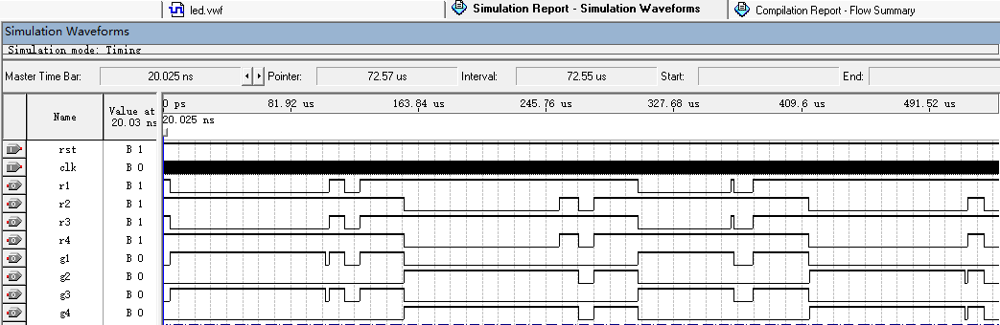 led.vwf
Simulation Report - Simulation Waveforms
Compilation Report - Flow Summary
Simulation Waveforms
Simulation mode: Timing
Master Time Bar: 20.025 ns Pointer: 72.57 us Interval: 72.55 us Start: End:
Name
Value at
20.03 ns
0 ps 81.92 us 163.84 us 245.76 us 327.68 us 409.6 us 491.52 us
20.025 ns
rst B 1
clk B 0
r1 B 1
r2 B 1
r3 B 1
r4 B 1
g1 B 0
g2 B 0
g3 B 0
g4 B 0